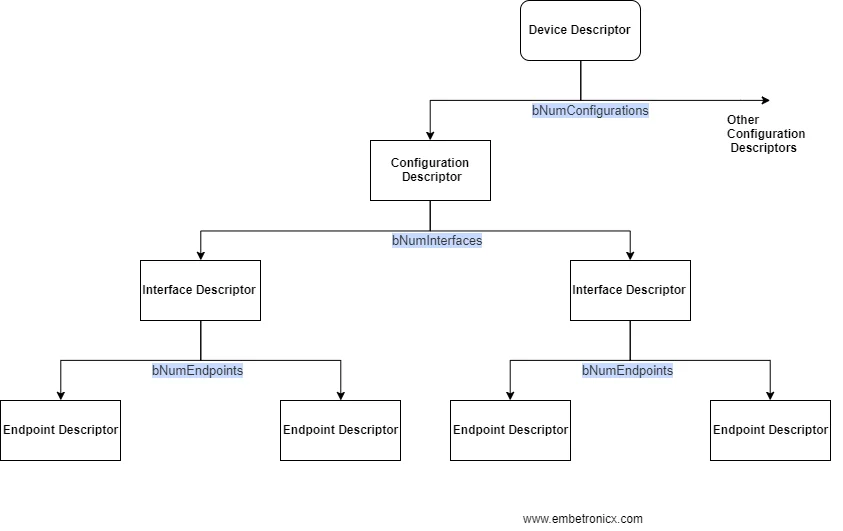 Device Descriptor
bNumConfigurations
Other
Configuration
Descriptors
Configuration
Descriptor
bNumInterfaces
Interface Descriptor
Interface Descriptor
bNumEndpoints
bNumEndpoints
Endpoint Descriptor
Endpoint Descriptor
Endpoint Descriptor
Endpoint Descriptor
www.embetronicx.com